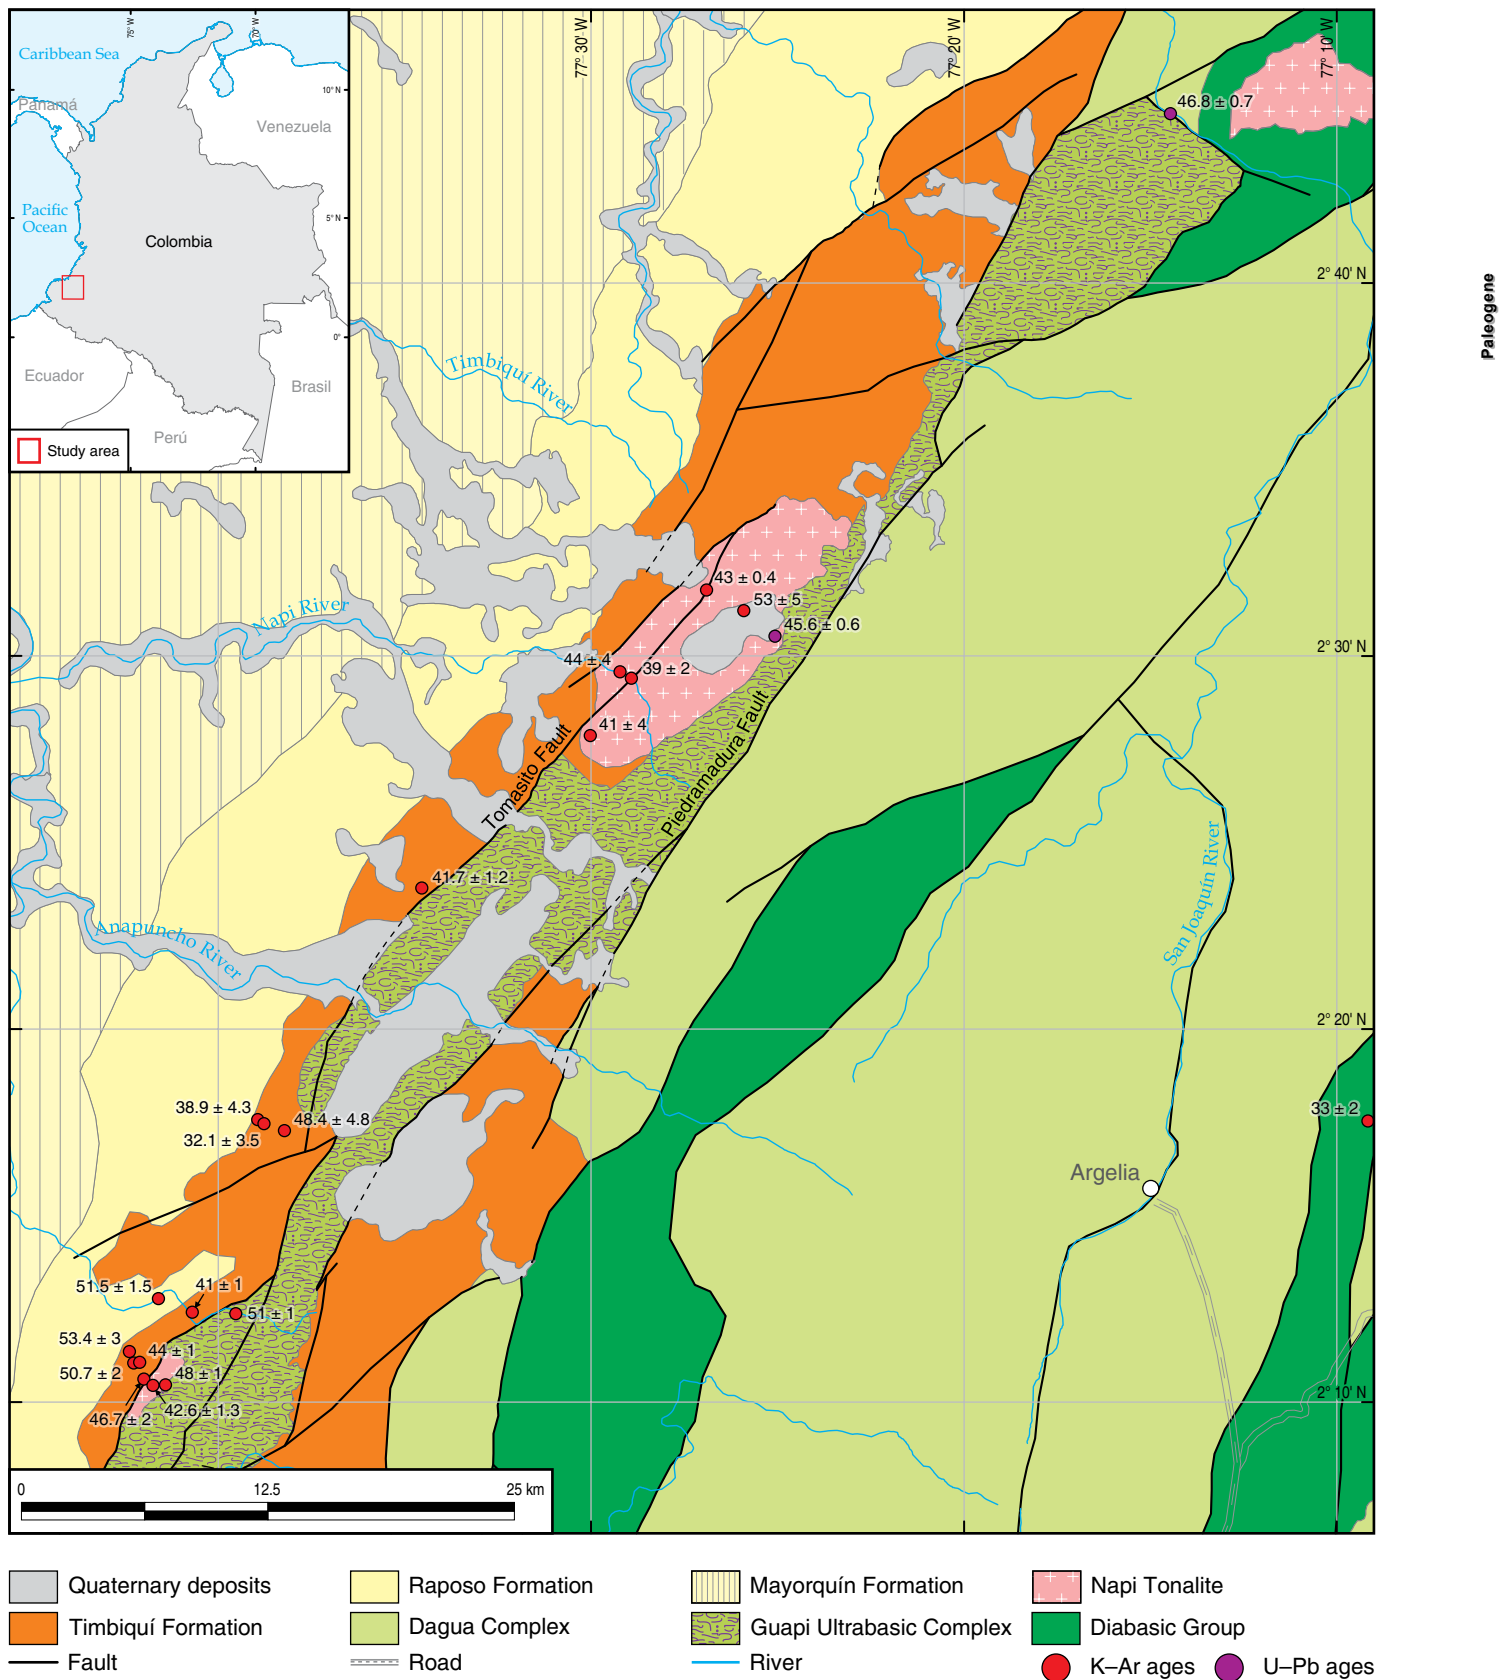 75° W
70° W
Caribbean Sea
Panamá
10° N
Venezuela
Pacific
Ocean
5° N
Colombia
0°
Ecuador
Brasil
Perú
Study area
77° 30' W
77° 20' W
77° 10' W
46.8 ± 0.7
2° 40' N
Paleogene
Timbiquí River
43 ± 0.4
53 ± 5
Napi River
45.6 ± 0.6
44 ± 4
39 ± 2
2° 30' N
41 ± 4
Tomasito Fault
Piedramadura Fault
41.7 ± 1.2
San Joaquín River
Anapuncho River
2° 20' N
38.9 ± 4.3
48.4 ± 4.8
33 ± 2
32.1 ± 3.5
Argelia
51.5 ± 1.5
41 ± 1
51 ± 1
53.4 ± 3
44 ± 1
50.7 ± 2
48 ± 1
2° 10' N
46.7 ± 2
42.6 ± 1.3
0 12.5 25 km
Quaternary deposits
Raposo Formation
Mayorquín Formation
Napi Tonalite
Timbiquí Formation
Dagua Complex
Guapi Ultrabasic Complex
Diabasic Group
Fault
Road
River
K–Ar ages
U–Pb ages